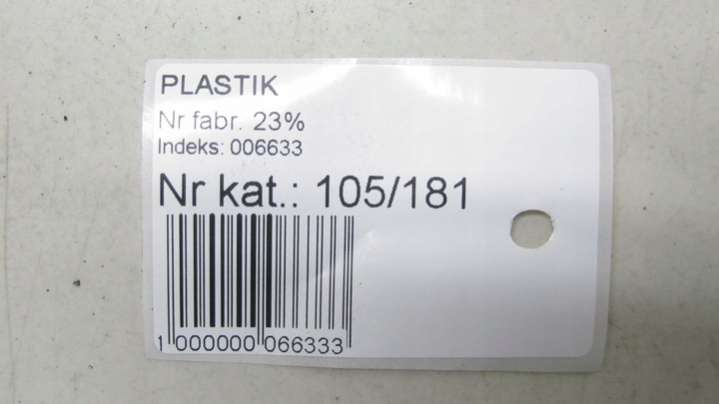 PLASTIK
Nr fabr. 23%
Indeks: 006633
Nr kat.: 105/181
1 000000 066333